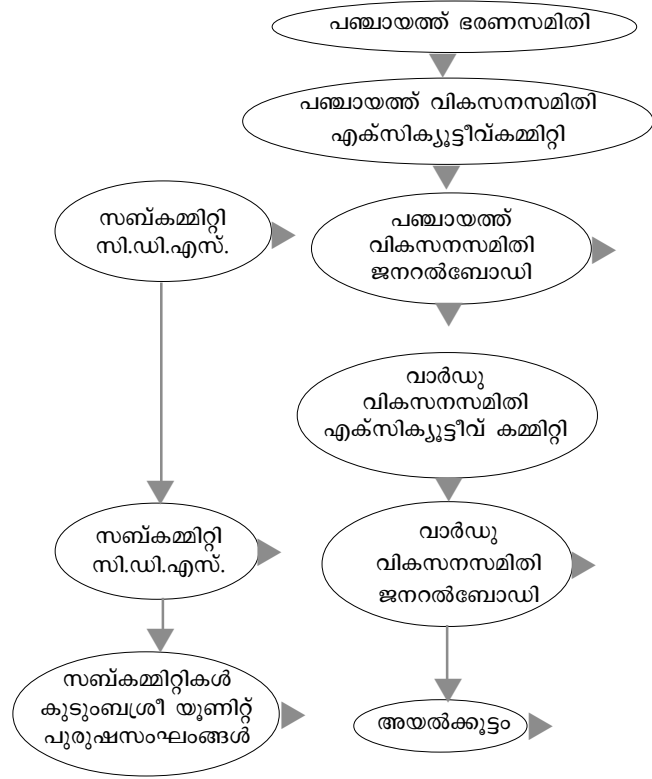 പഞ്ചായത്ത് ഭരണസമിതി
പഞ്ചായത്ത് വികസനസമിതി
എക്സിക്യൂട്ടീവ്കമ്മിറ്റി
സബ്കമ്മിറ്റി
സി.ഡി.എസ്.
പഞ്ചായത്ത്
വികസനസമിതി
ജനറൽബോഡി
വാർഡു
വികസനസമിതി
എക്സിക്യൂട്ടീവ് കമ്മിറ്റി
സബ്കമ്മിറ്റി
സി.ഡി.എസ്.
വാർഡു
വികസനസമിതി
ജനറൽബോഡി
സബ്കമ്മിറ്റികൾ
കുടുംബശ്രീ യൂണിറ്റ്
പുരുഷസംഘംങ്ങൾ
അയൽക്കൂട്ടം